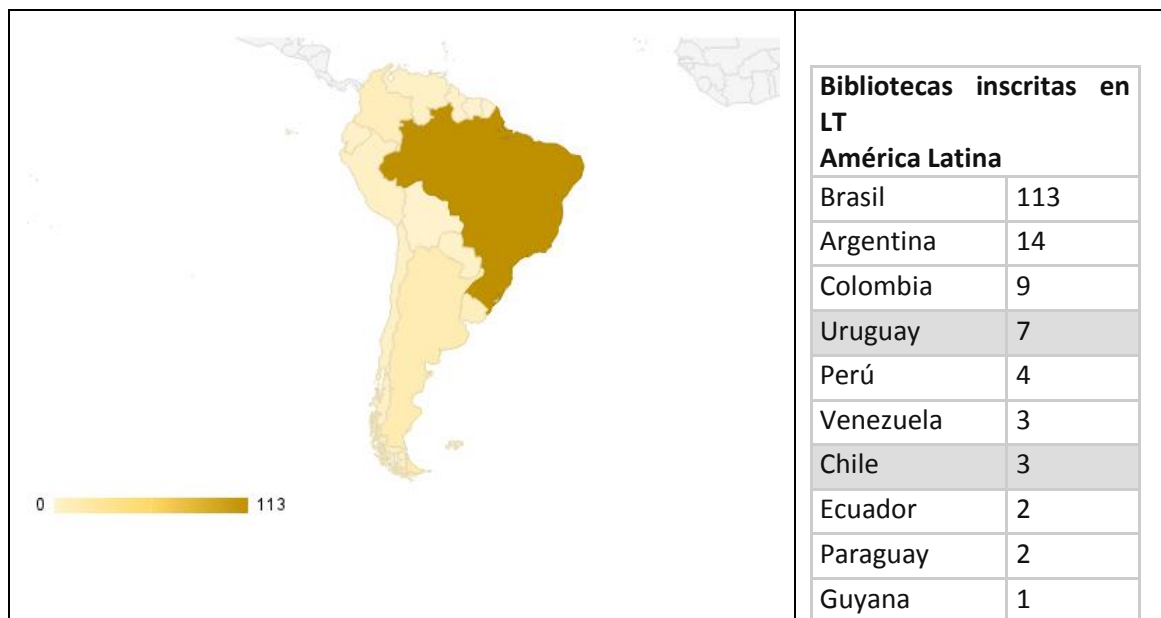 0 113
Bibliotecas inscritas en
LT
América Latina
Brasil 113
Argentina 14
Colombia 9
Uruguay 7
Perú 4
Venezuela 3
Chile 3
Ecuador 2
Paraguay 2
Guyana 1